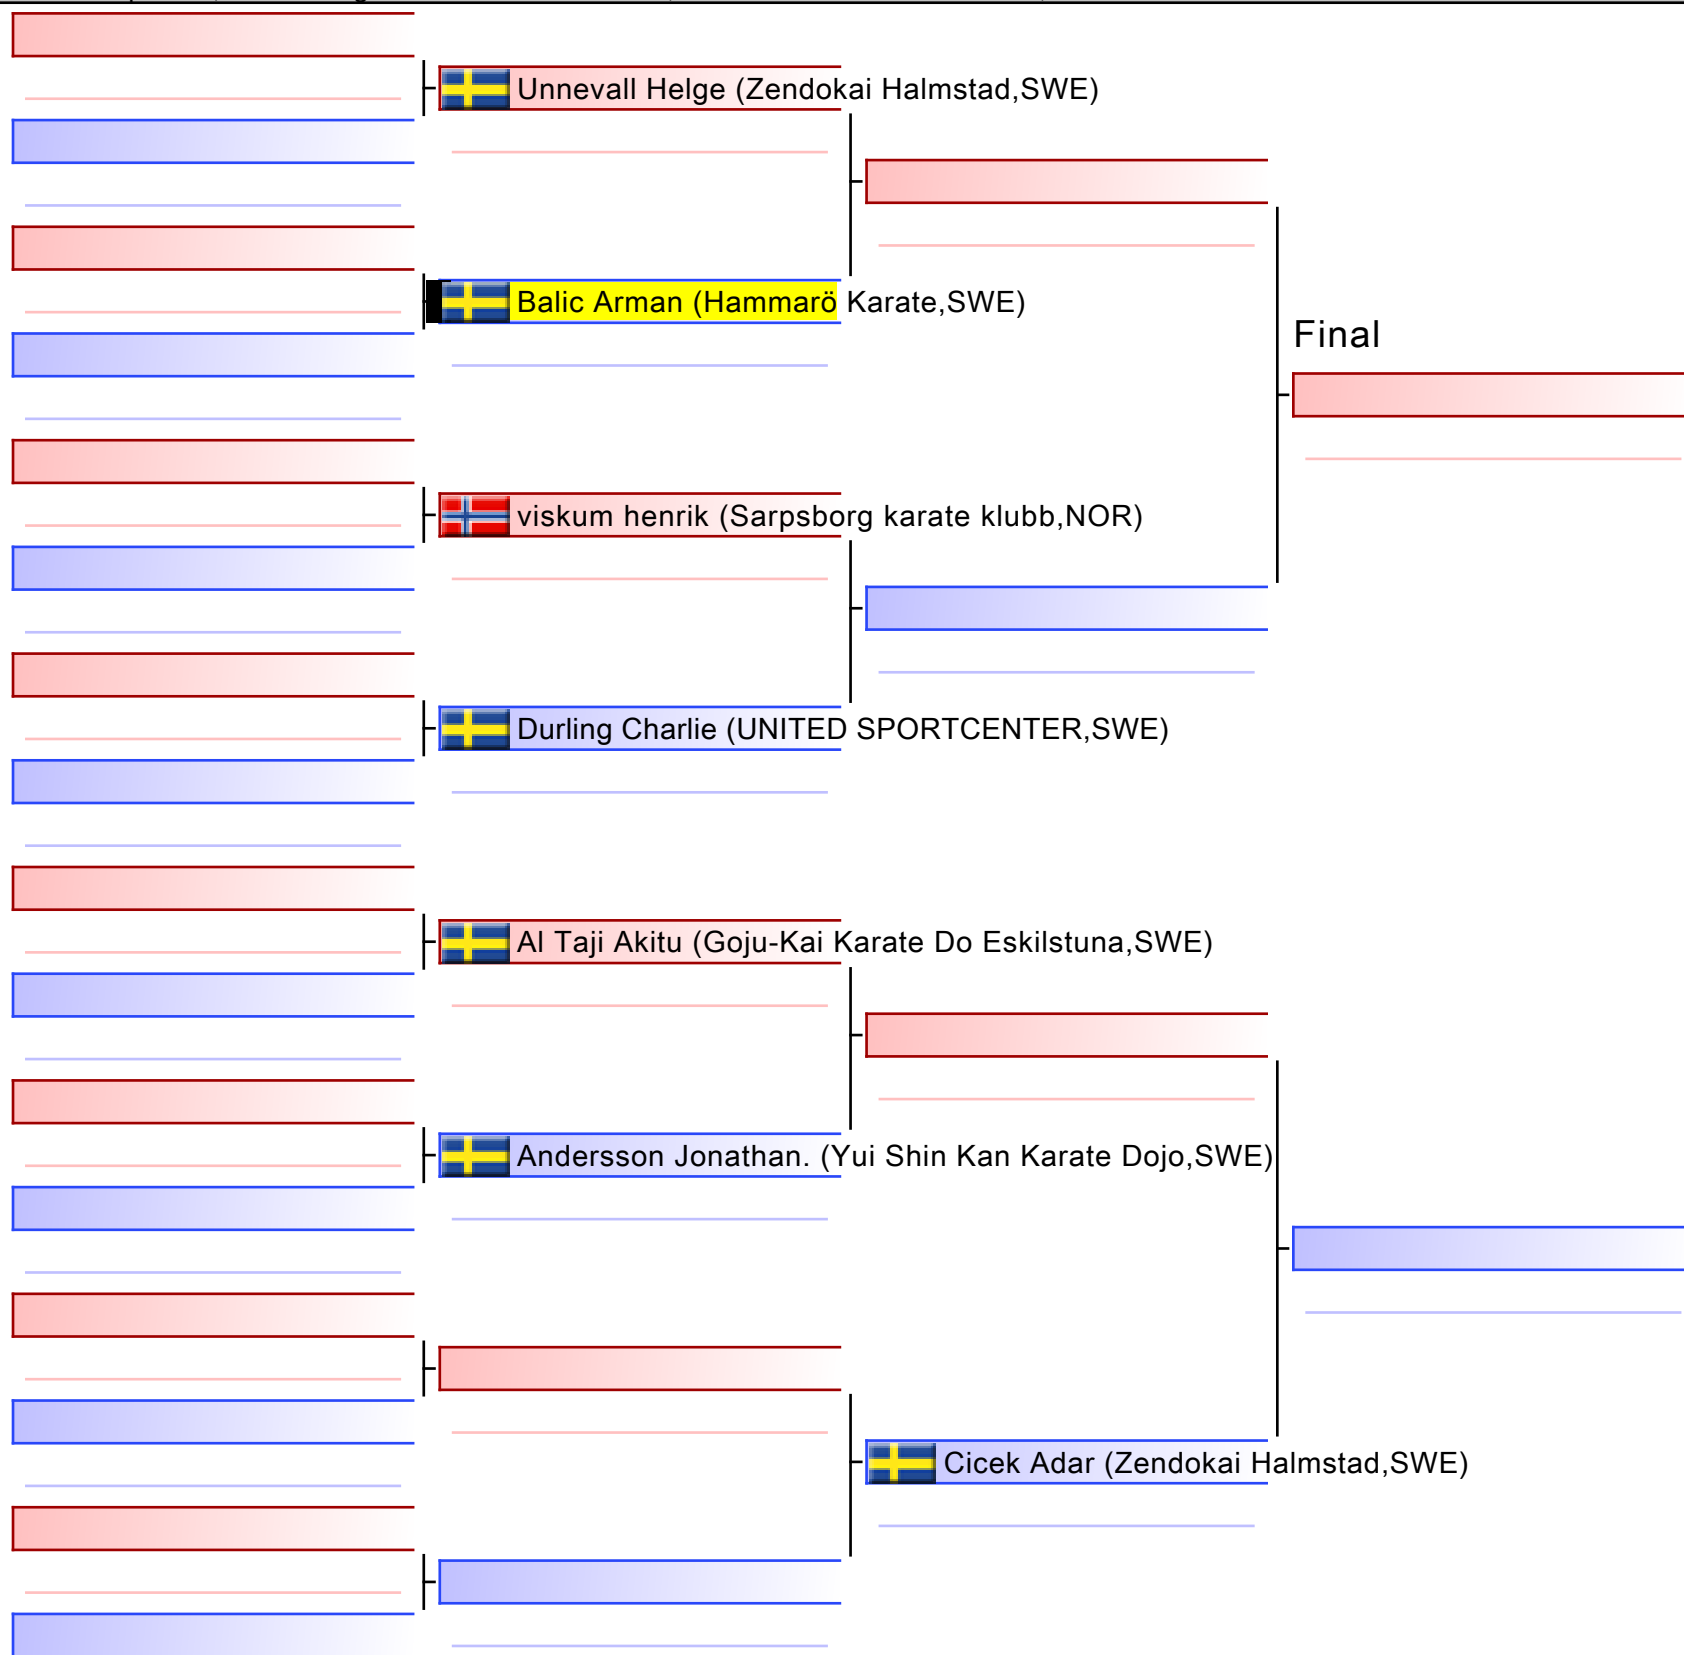 Unnevall Helge (Zendokai Halmstad,SWE)
Balic Arman (Hammarö Karate,SWE)
Final
viskum henrik (Sarpsborg karate klubb,NOR)
Durling Charlie (UNITED SPORTCENTER,SWE)
Al Taji Akitu (Goju-Kai Karate Do Eskilstuna,SWE)
Andersson Jonathan. (Yui Shin Kan Karate Dojo,SWE)
Cicek Adar (Zendokai Halmstad,SWE)